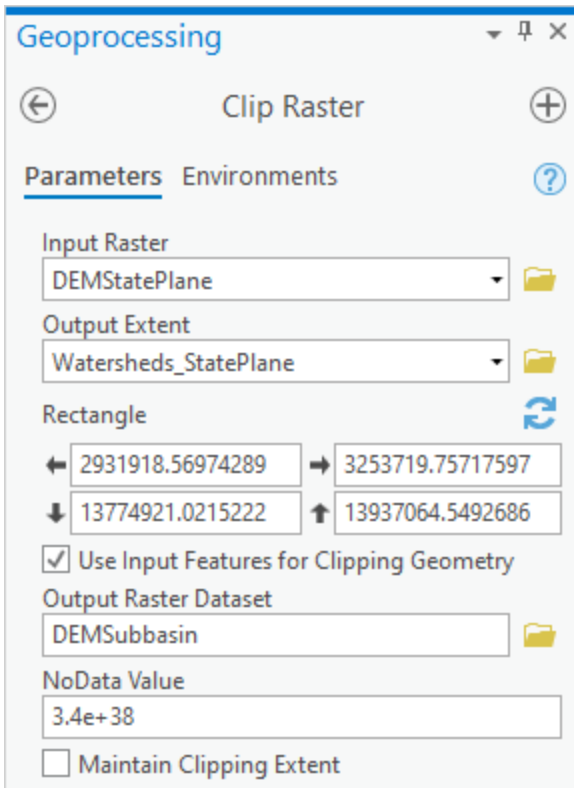 Geoprocessing
Clip Raster
Parameters Environments
Input Raster
DEMStatePlane
Output Extent
Watersheds_StatePlane
Rectangle
2931918.56974289 3253719.75717597
13774921.0215222 13937064.5492686
Use Input Features for Clipping Geometry
Output Raster Dataset
DEMSubbasin
NoData Value
3.4e+38
Maintain Clipping Extent